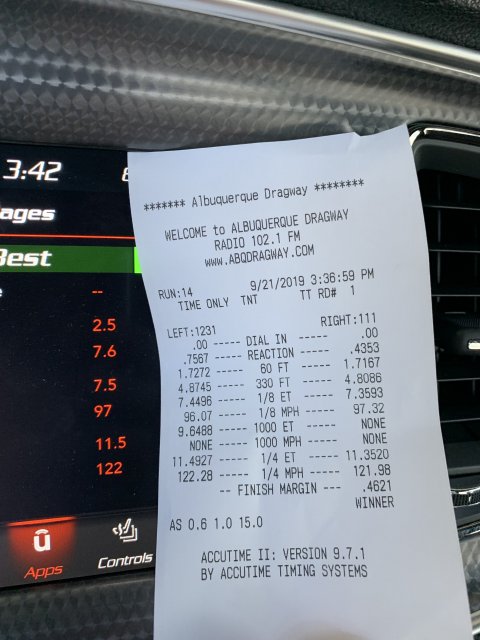 3:42
ages
Best
--
2.5
7.6
7.5
97
11.5
122
Apps
Controls
******* Albuquerque Dragway ********
WELCOME to ALBUQUERQUE DRAGWAY
RADIO 102.1 FM
www.ABQDRAGWAY.COM
RUN:14 9/21/2019 3:36:59 PM
TIME ONLY TNT TT RD# 1
LEFT:1231 RIGHT:111
.00 ----- DIAL IN ----- .00
.7567 ----- REACTION ----- .4353
1.7272 ----- 60 FT ----- 1.7167
4.8745 ----- 330 FT ----- 4.8086
7.4496 ----- 1/8 ET ----- 7.3593
96.07 ----- 1/8 MPH ----- 97.32
9.6488 ----- 1000 ET ----- NONE
NONE ----- 1000 MPH ----- NONE
11.4927 ----- 1/4 ET ----- 11.3520
122.28 ----- 1/4 MPH ----- 121.98
-- FINISH MARGIN --- .4621
WINNER
AS 0.6 1.0 15.0
ACCUTIME II: VERSION 9.7.1
BY ACCUTIME TIMING SYSTEMS